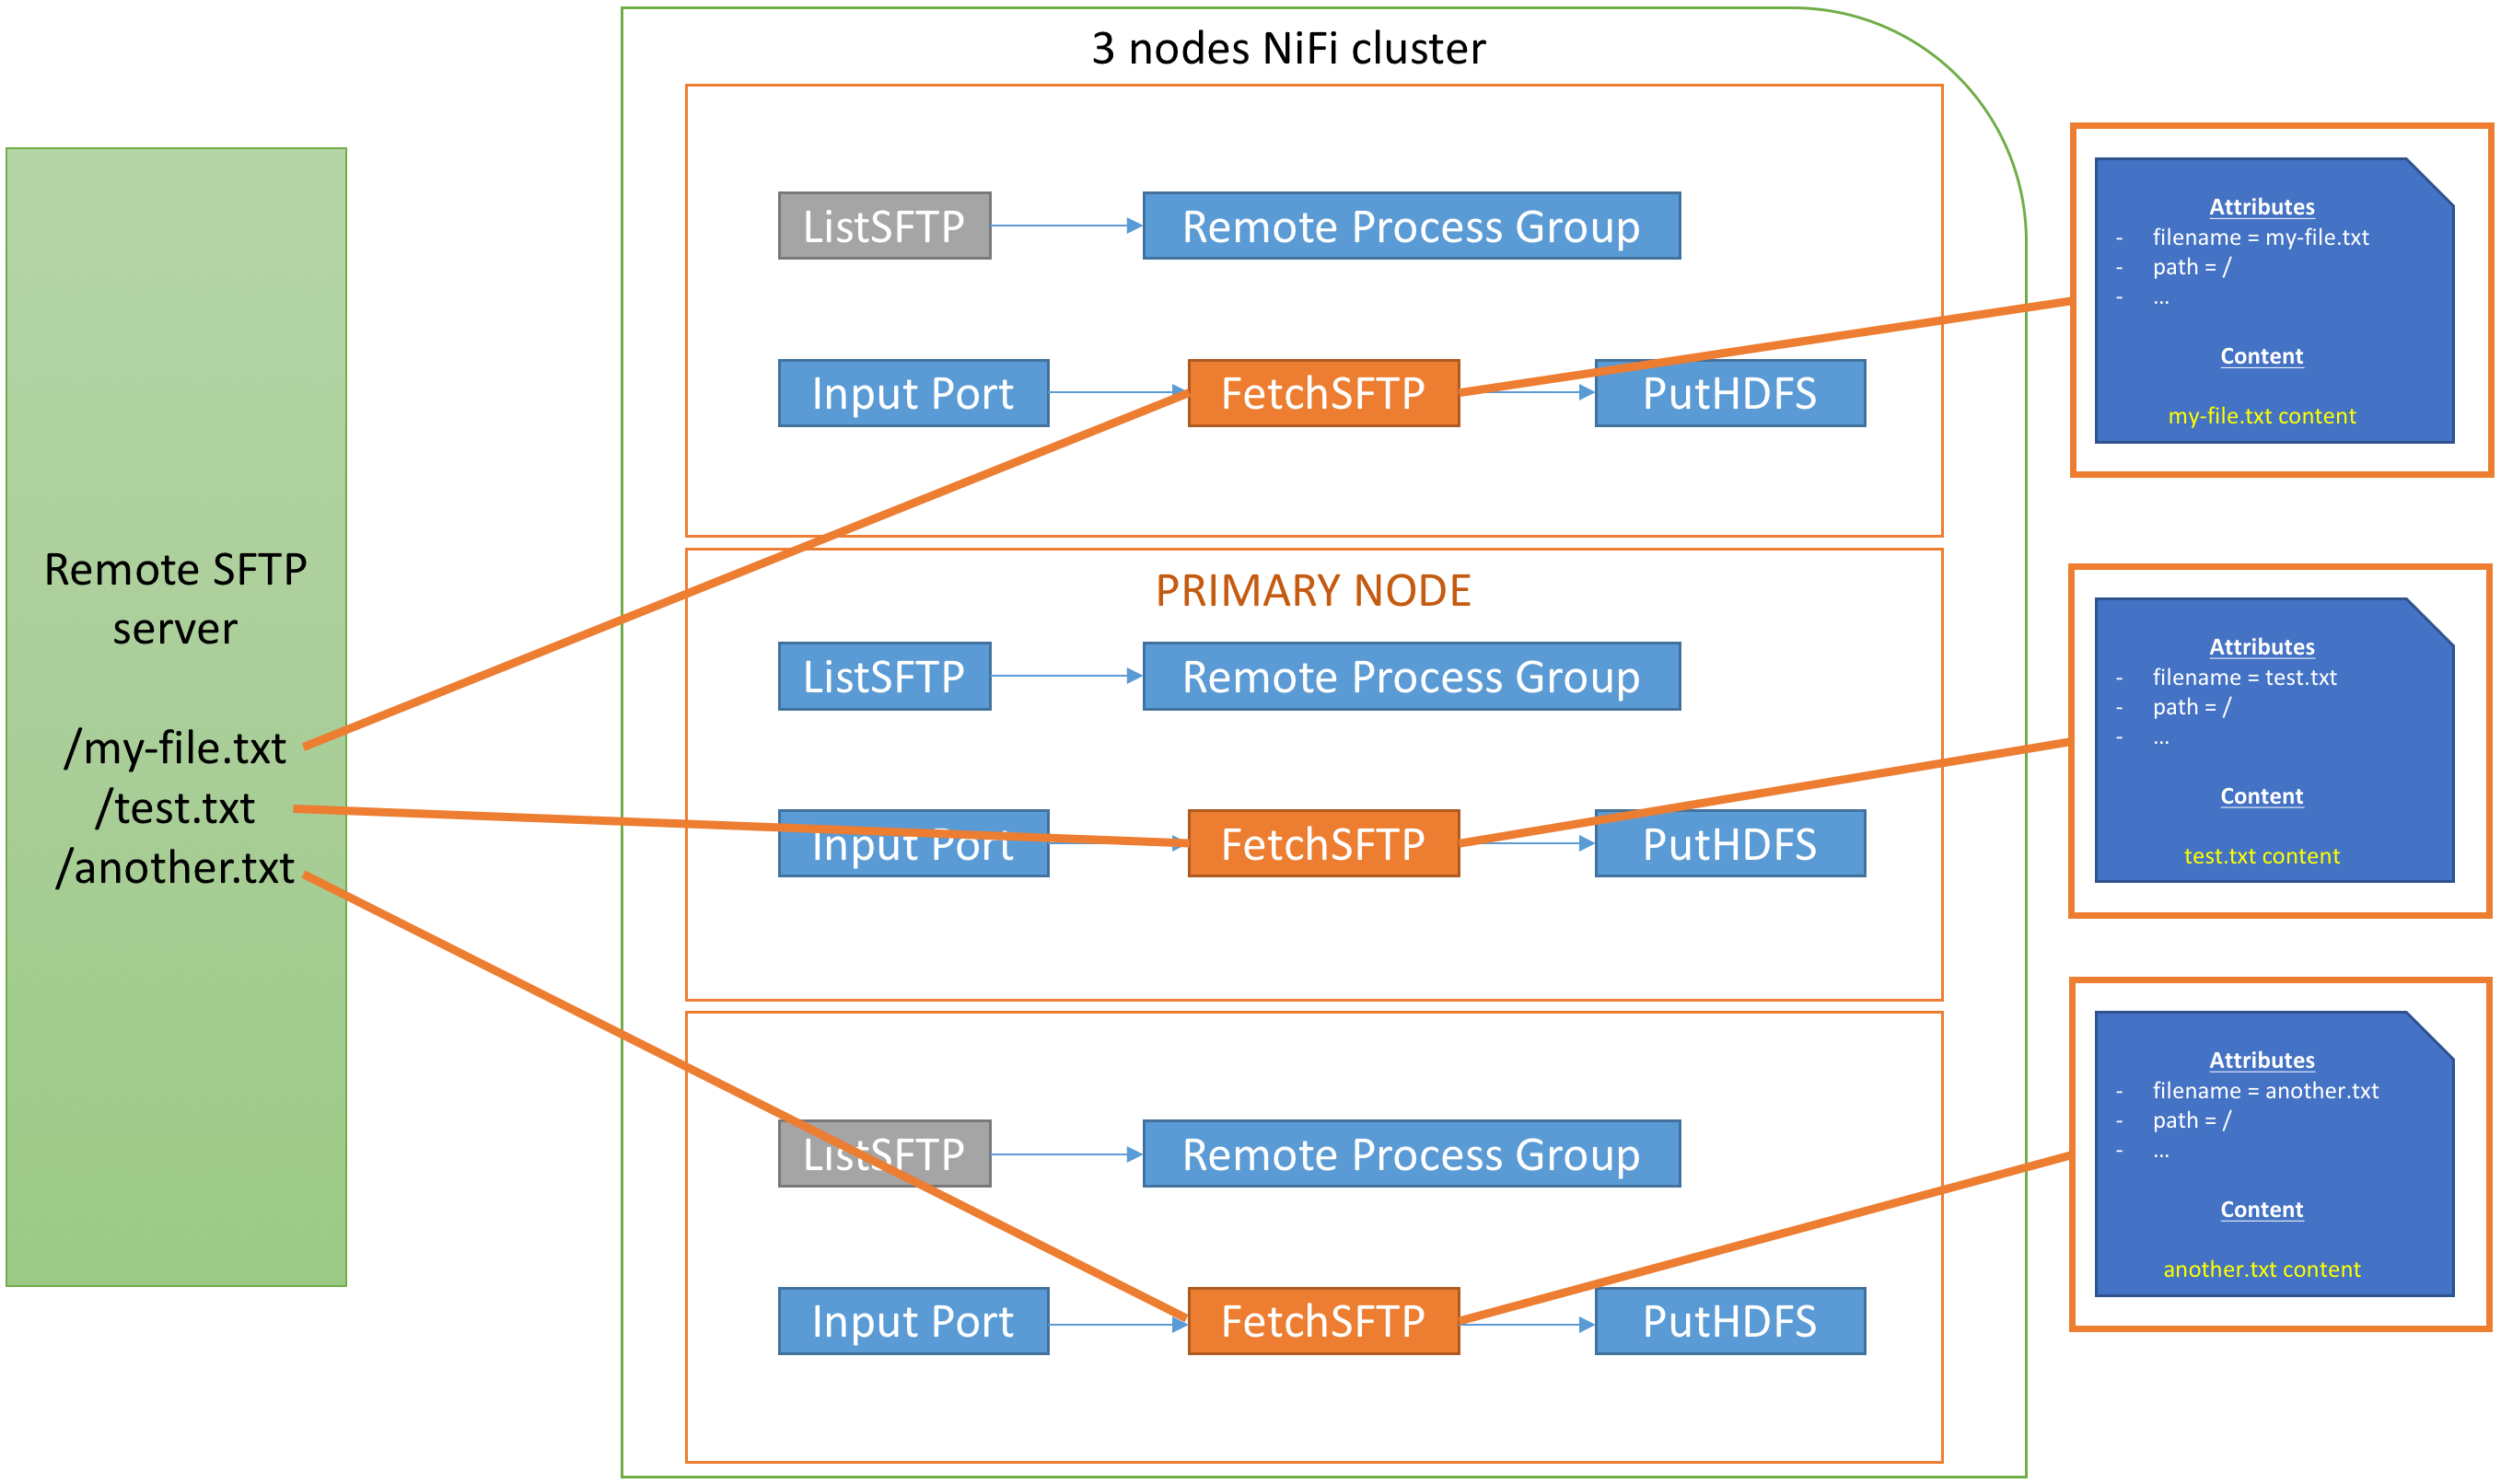 3 nodes NiFi cluster
Remote SFTP
server
/my-file.txt
/test.txt
/another.txt
ListSFTP
Remote Process Group
Input Port
FetchSFTP
PutHDFS
PRIMARY NODE
ListSFTP
Remote Process Group
Input Port
FetchSFTP
PutHDFS
ListSFTP
Remote Process Group
Input Port
FetchSFTP
PutHDFS
Attributes
- filename = my-file.txt
- path = /
- ...
Content
my-file.txt content
Attributes
- filename = test.txt
- path = /
- ...
Content
test.txt content
Attributes
- filename = another.txt
- path = /
- ...
Content
another.txt content